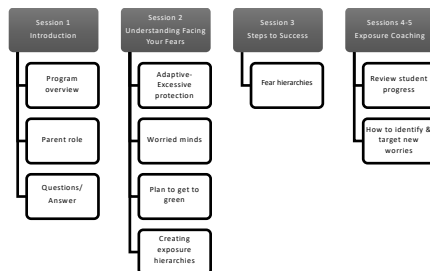 Session 1
Introduction
Program
overview
Parent role
Questions/
Answer
Session 2
Understanding Facing
Your Fears
Adaptive-
Excessive
protection
Worried minds
Plan to get to
green
Creating
exposure
hierarchies
Session 3
Steps to Success
Fear hierarchies
Sessions 4-5
Exposure Coaching
Review student
progress
How to identify &
target new
worries